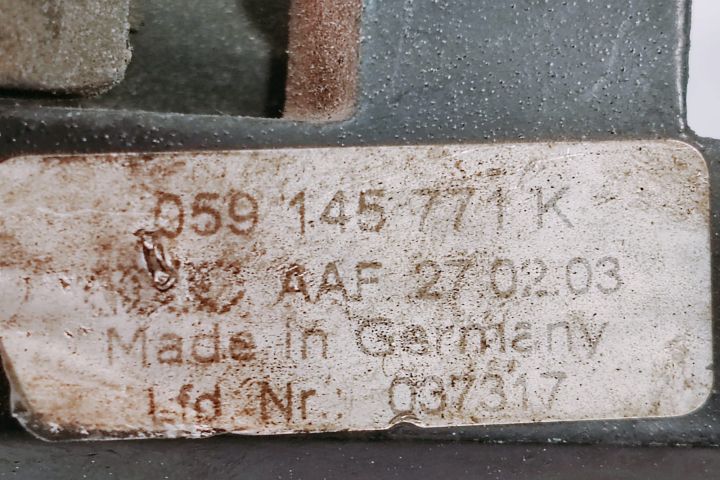 059 145 771 K
AAF 27.02.03
Made in Germany
Lfd Nr.: 037317